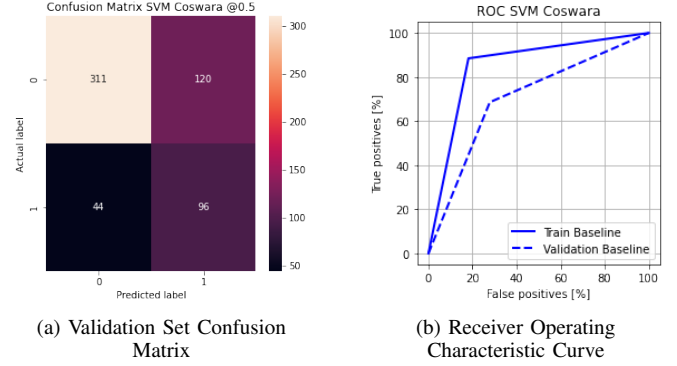 Confusion Matrix SVM Coswara @0.5
Actual label
0
1
311
120
44
96
0
1
Predicted label
300
250
200
150
100
50
(a) Validation Set Confusion
Matrix
ROC SVM Coswara
True positives [%]
100
80
60
40
20
0
Train Baseline
Validation Baseline
0
20
40
60
80
100
False positives [%]
(b) Receiver Operating
Characteristic Curve